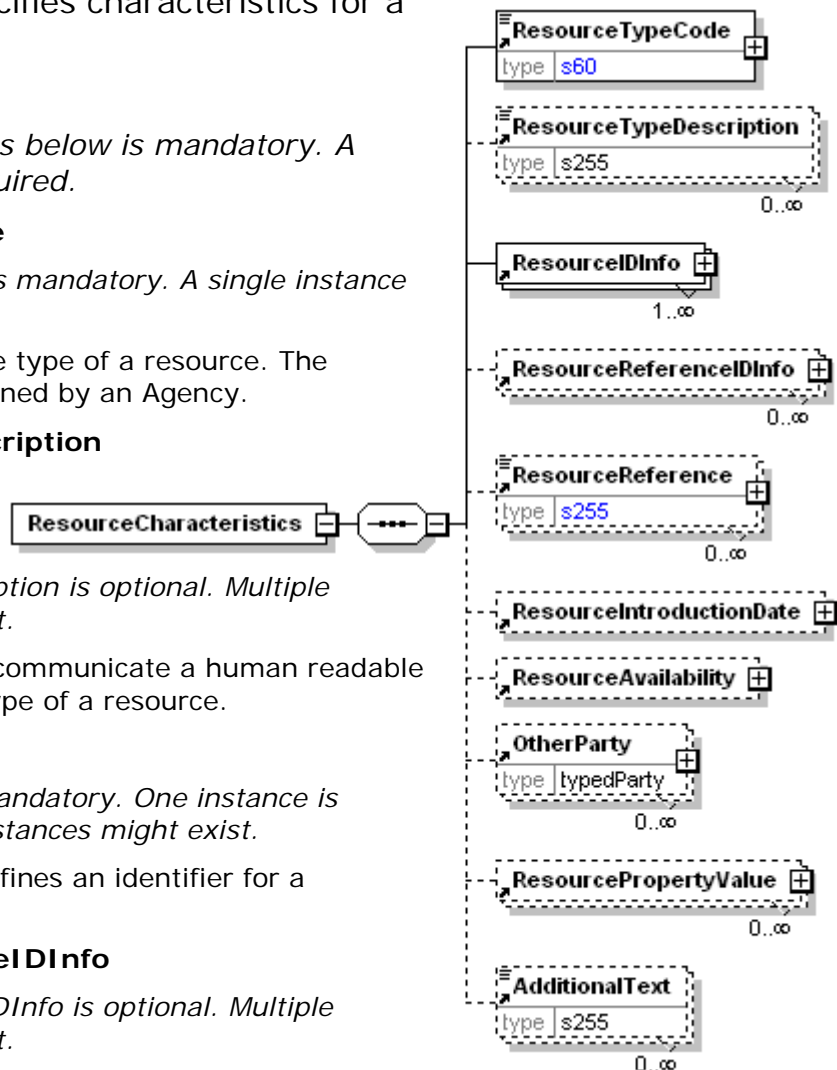 cifies characteristics for a
s below is mandatory. A
uired.
e
s mandatory. A single instance
e type of a resource. The
ned by an Agency.
cription
ption is optional. Multiple
t.
communicate a human readable
ype of a resource.
andatory. One instance is
stances might exist.
fines an identifier for a
eIDInfo
DInfo is optional. Multiple
t.
ResourceCharacteristics
ResourceTypeCode
type s60
ResourceTypeDescription
type s255
0..∞
ResourceIDInfo
1..∞
ResourceReferenceIDInfo
0..∞
ResourceReference
type s255
0..∞
ResourceIntroductionDate
ResourceAvailability
OtherParty
type typedParty
0..∞
ResourcePropertyValue
0..∞
AdditionalText
type s255
0..∞